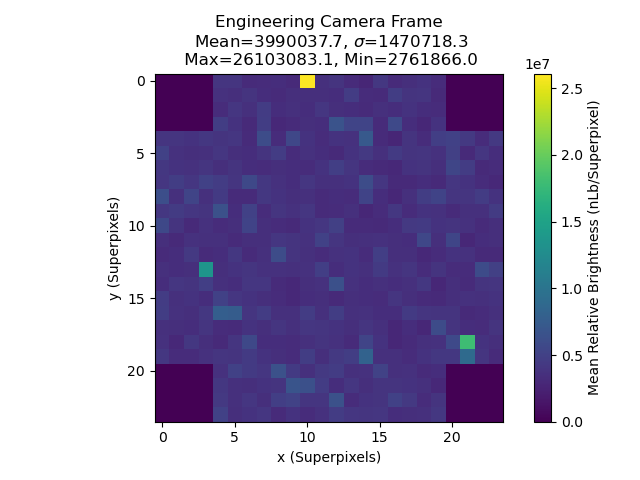 Engineering Camera Frame
Mean=3990037.7, σ=1470718.3
Max=26103083.1, Min=2761866.0
1e7
0
5
10
15
20
0
5
10
15
20
2.5
2.0
1.5
1.0
0.5
0.0
x (Superpixels)
y (Superpixels)
Mean Relative Brightness (nLb/Superpixel)